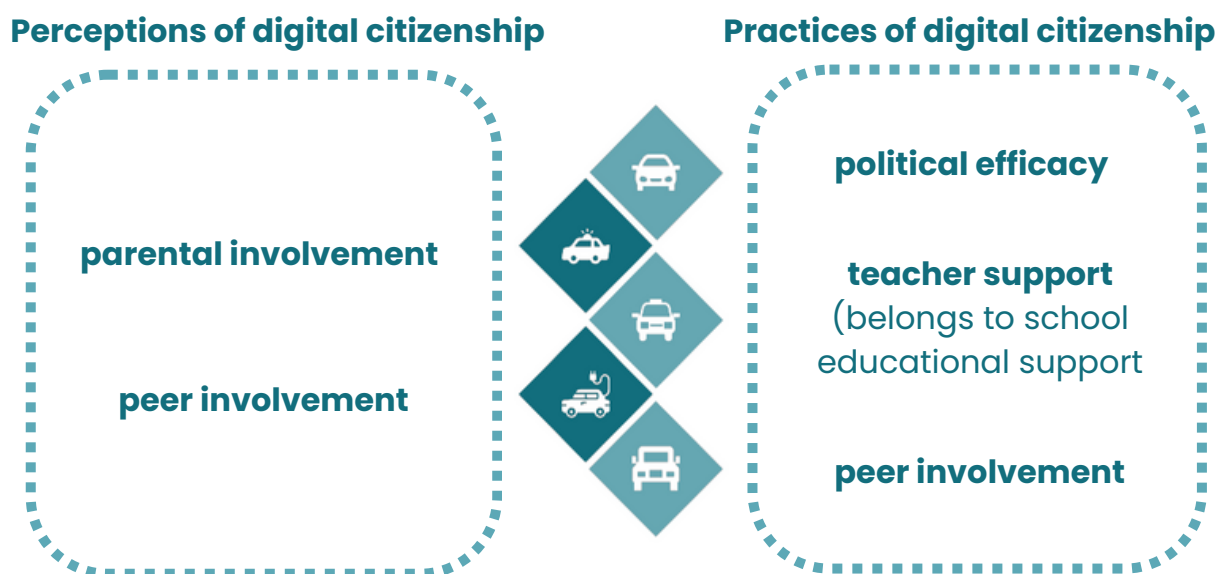 Perceptions of digital citizenship
parental involvement
peer involvement
Practices of digital citizenship
political efficacy
teacher support
(belongs to school
educational support
peer involvement